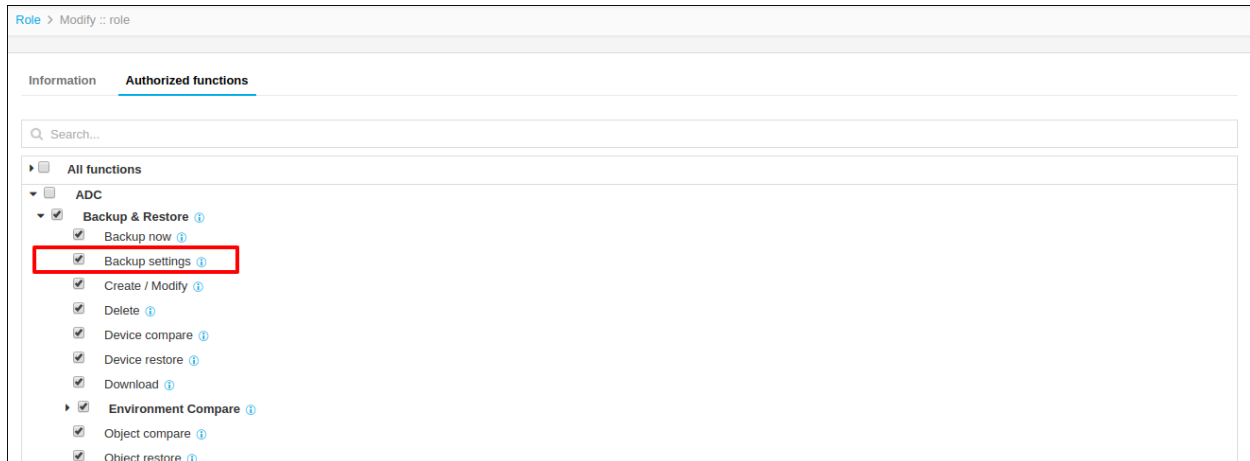 Role > Modify :: role
Information Authorized functions
Search...
All functions
ADC
Backup & Restore
Backup now
Backup settings
Create / Modify
Delete
Device compare
Device restore
Download
Environment Compare
Object compare
Object restore